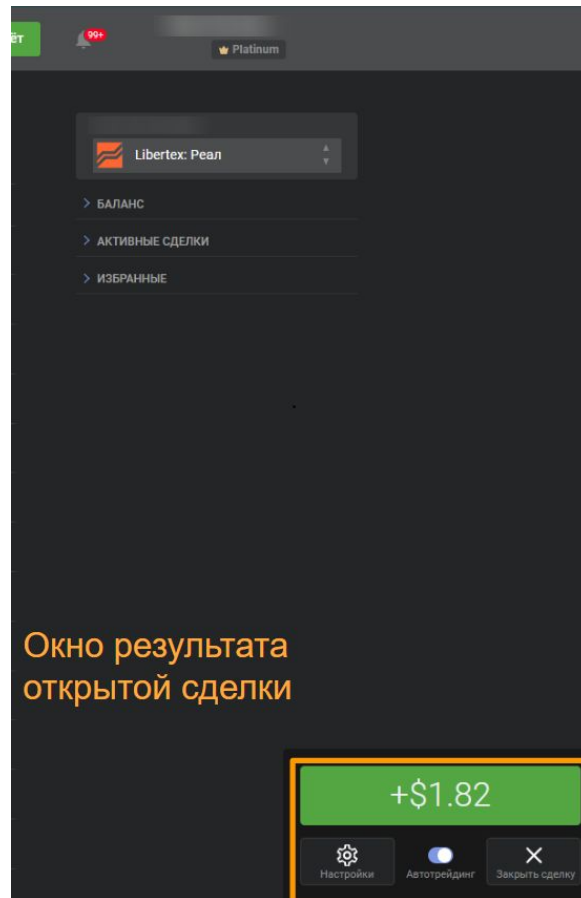 ёт
99+
Platinum
Libertex: Реал
БАЛАНС
АКТИВНЫЕ СДЕЛКИ
ИЗБРАННЫЕ
Окно результата
открытой сделки
+$1.82
Настройки
Автотрейдинг
Закрыть сделку